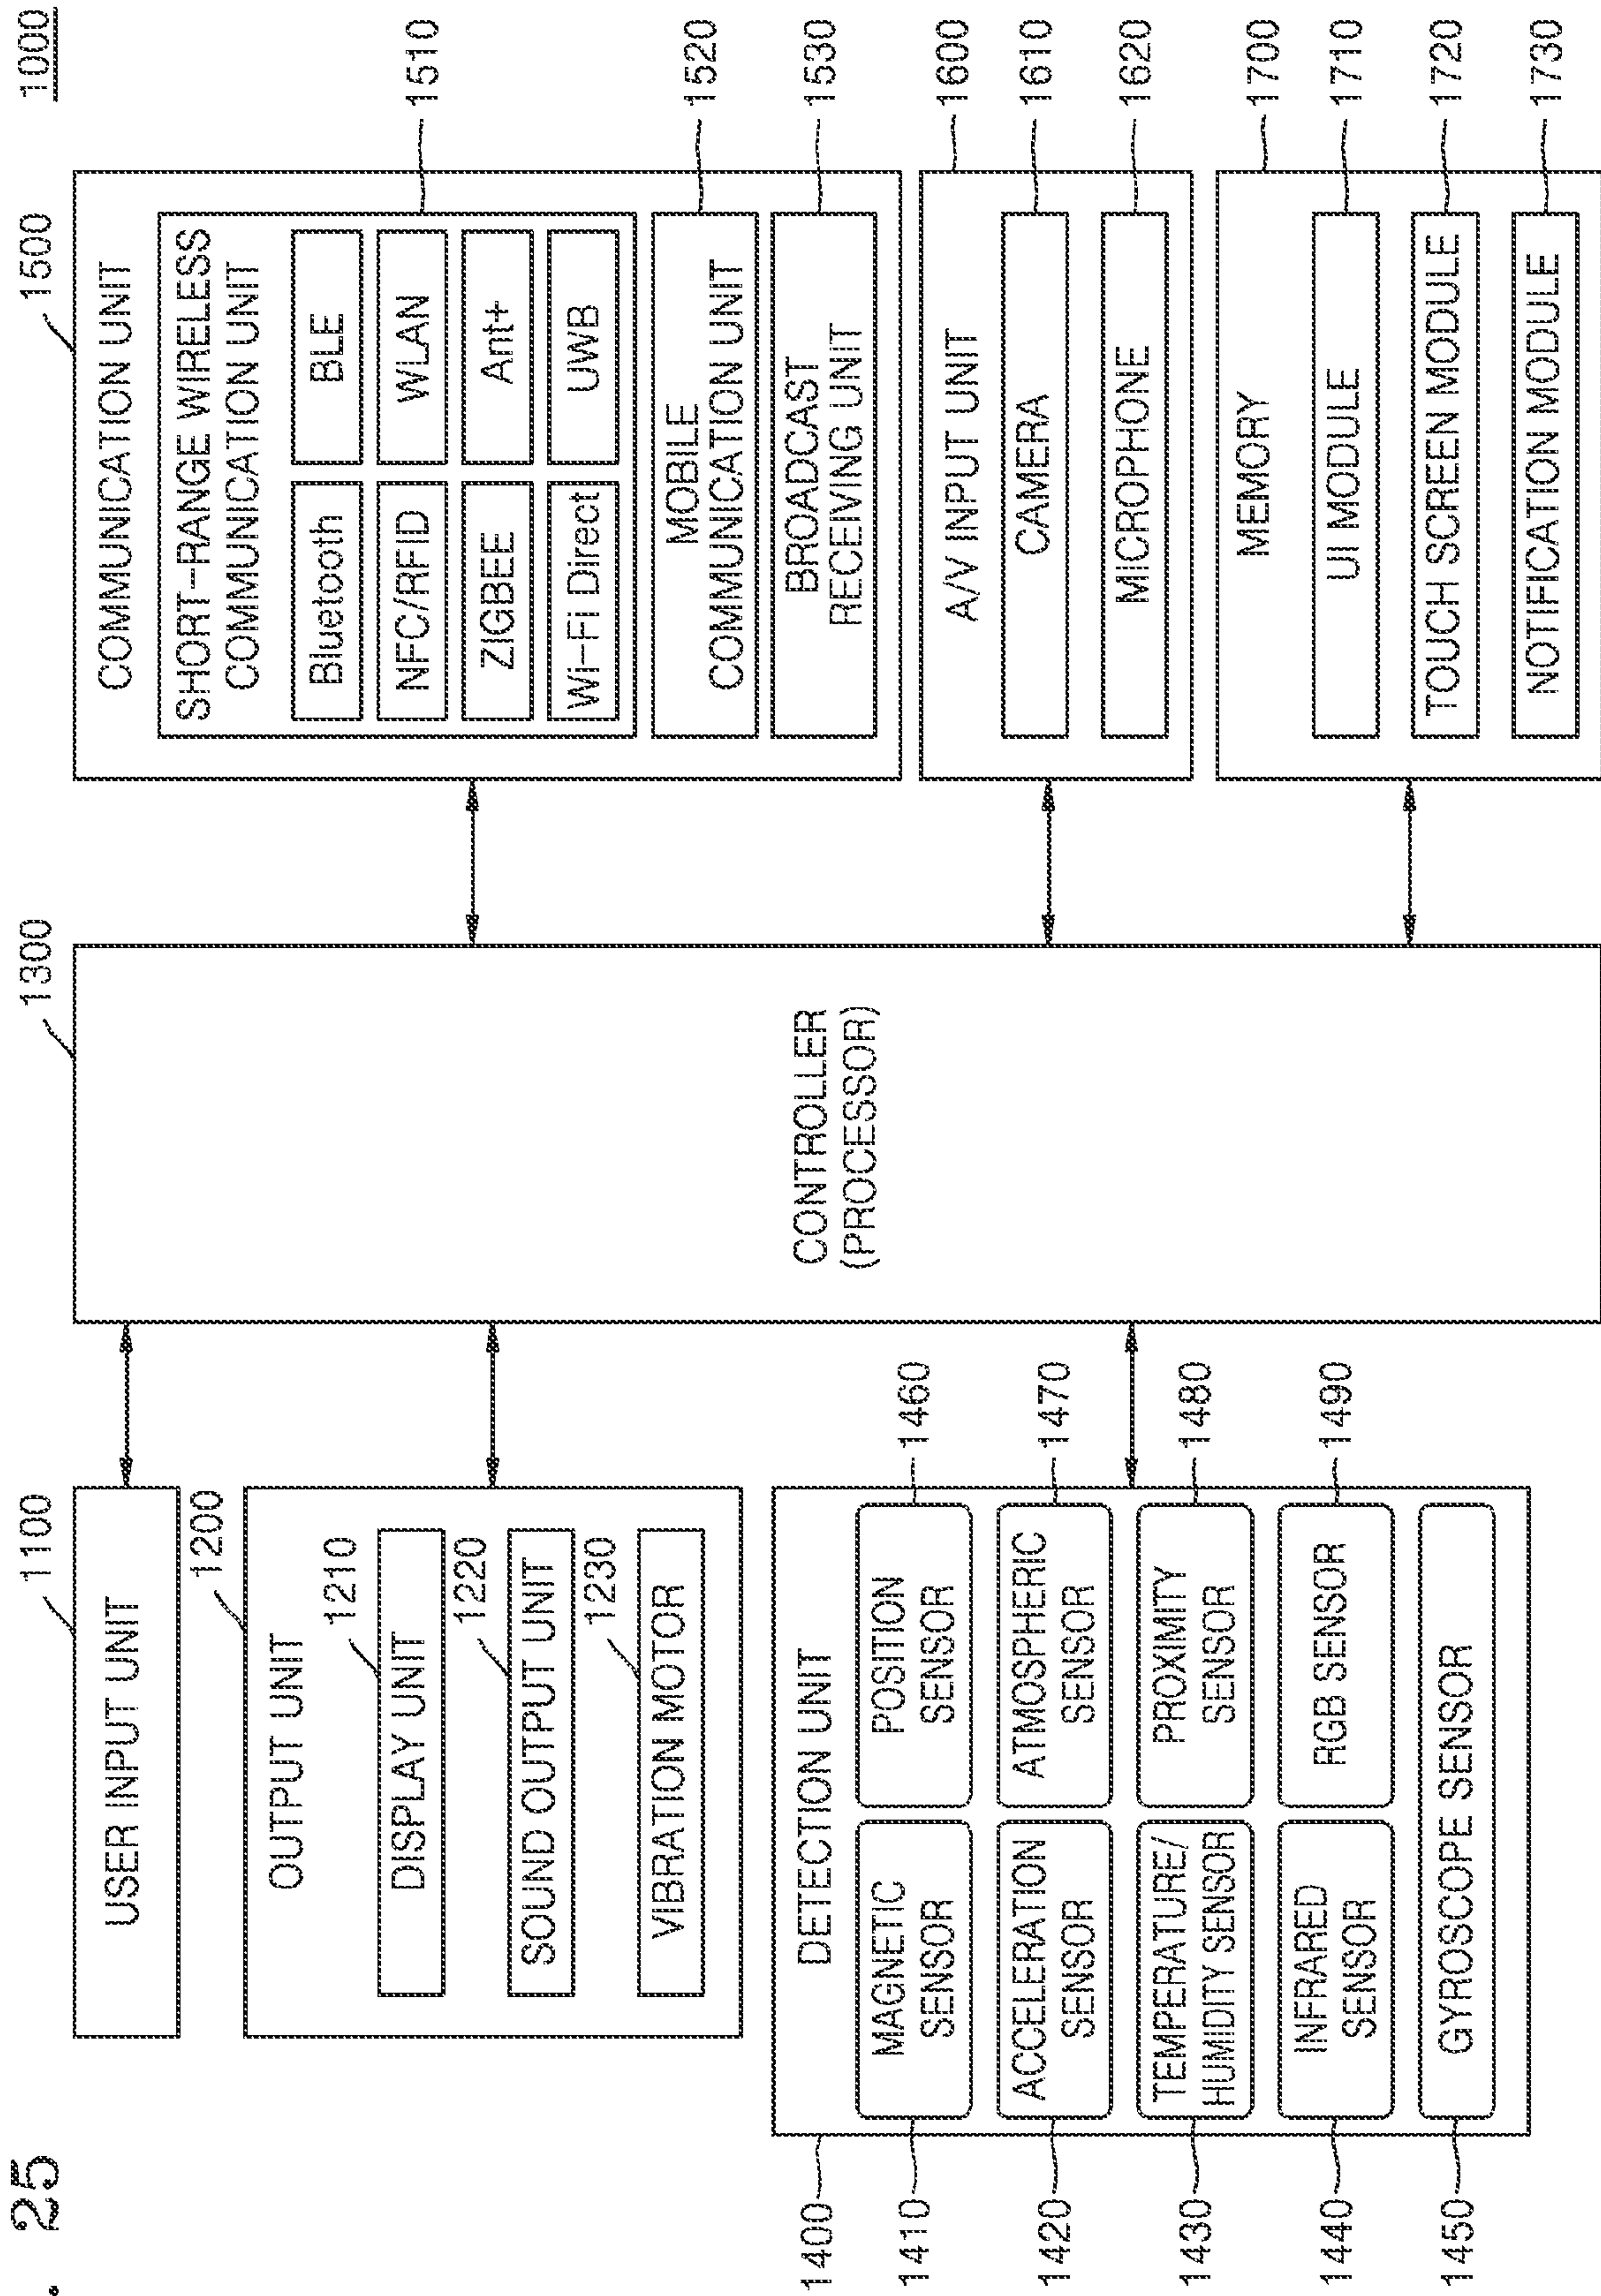 . 25
1000
1100
USER INPUT UNIT
1200
OUTPUT UNIT
1210
DISPLAY UNIT
1220
SOUND OUTPUT UNIT
1230
VIBRATION MOTOR
1400
DETECTION UNIT
1410
MAGNETIC
SENSOR
POSITION
SENSOR
1460
1420
ACCELERATION
SENSOR
ATMOSPHERIC
SENSOR
1470
1430
TEMPERATURE/
HUMIDITY SENSOR
PROXIMITY
SENSOR
1480
1440
INFRARED
SENSOR
RGB SENSOR
1490
1450
GYROSCOPE SENSOR
1300
CONTROLLER
(PROCESSOR)
1500
COMMUNICATION UNIT
SHORT-RANGE WIRELESS
COMMUNICATION UNIT
1510
Bluetooth
BLE
NFC/RFID
WLAN
ZIGBEE
Ant+
Wi-Fi Direct
UWB
MOBILE
COMMUNICATION UNIT
1520
BROADCAST
RECEIVING UNIT
1530
A/V INPUT UNIT
1600
CAMERA
1610
MICROPHONE
1620
MEMORY
1700
UI MODULE
1710
TOUCH SCREEN MODULE
1720
NOTIFICATION MODULE
1730